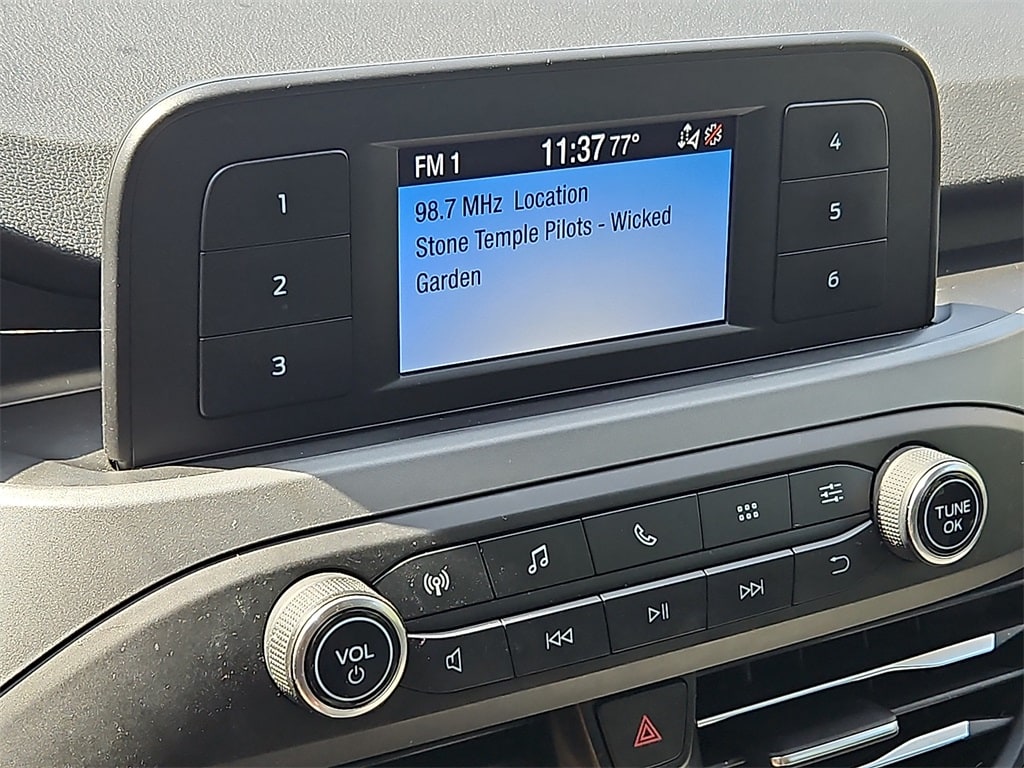 FM 1 11:37 77°
98.7 MHz Location
Stone Temple Pilots - Wicked
Garden
1
2
3
4
5
6
VOL
TUNE
OK